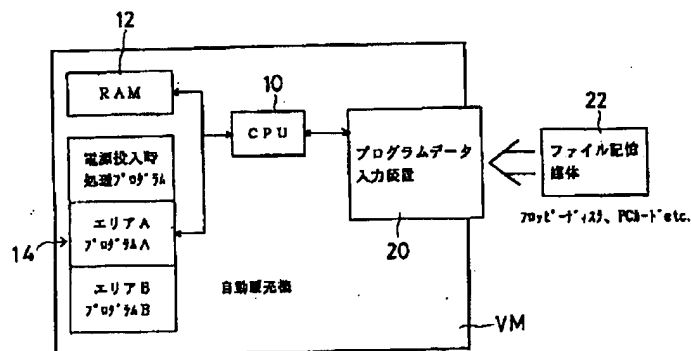 12
RAM
10
CPU
電源投入時
処理プログラム
エリアA
プログラムA
14
エリアB
プログラムB
プログラムデータ
入力装置
20
22
ファイル記憶
媒体
フロッピーディスク、PCカードetc.
自動販売機
VM